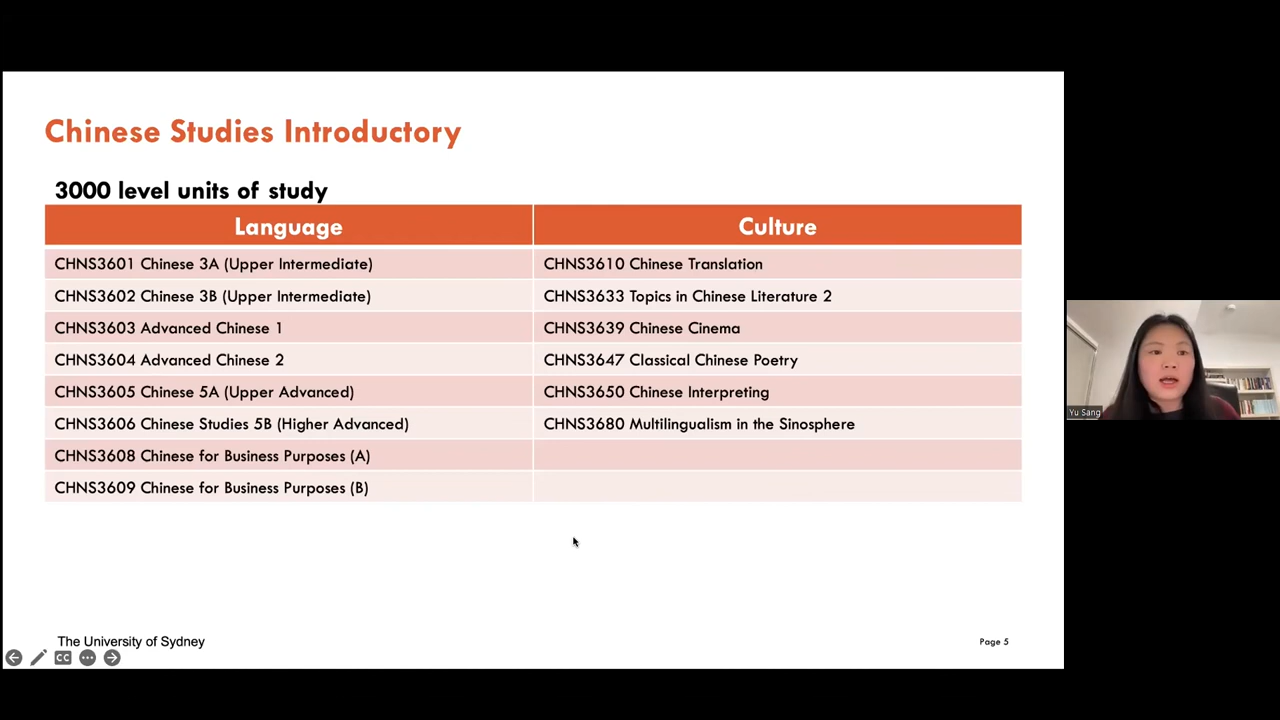 Chinese Studies Introductory
3000 level units of study
Language Culture
CHNS3601 Chinese 3A (Upper Intermediate) CHNS3610 Chinese Translation
CHNS3602 Chinese 3B (Upper Intermediate) CHNS3633 Topics in Chinese Literature 2
CHNS3603 Advanced Chinese 1 CHNS3639 Chinese Cinema
CHNS3604 Advanced Chinese 2 CHNS3647 Classical Chinese Poetry
CHNS3605 Chinese 5A (Upper Advanced) CHNS3650 Chinese Interpreting
CHNS3606 Chinese Studies 5B (Higher Advanced) CHNS3680 Multilingualism in the Sinosphere
CHNS3608 Chinese for Business Purposes (A)
CHNS3609 Chinese for Business Purposes (B)
Yu Sang
The University of Sydney Page 5
CC